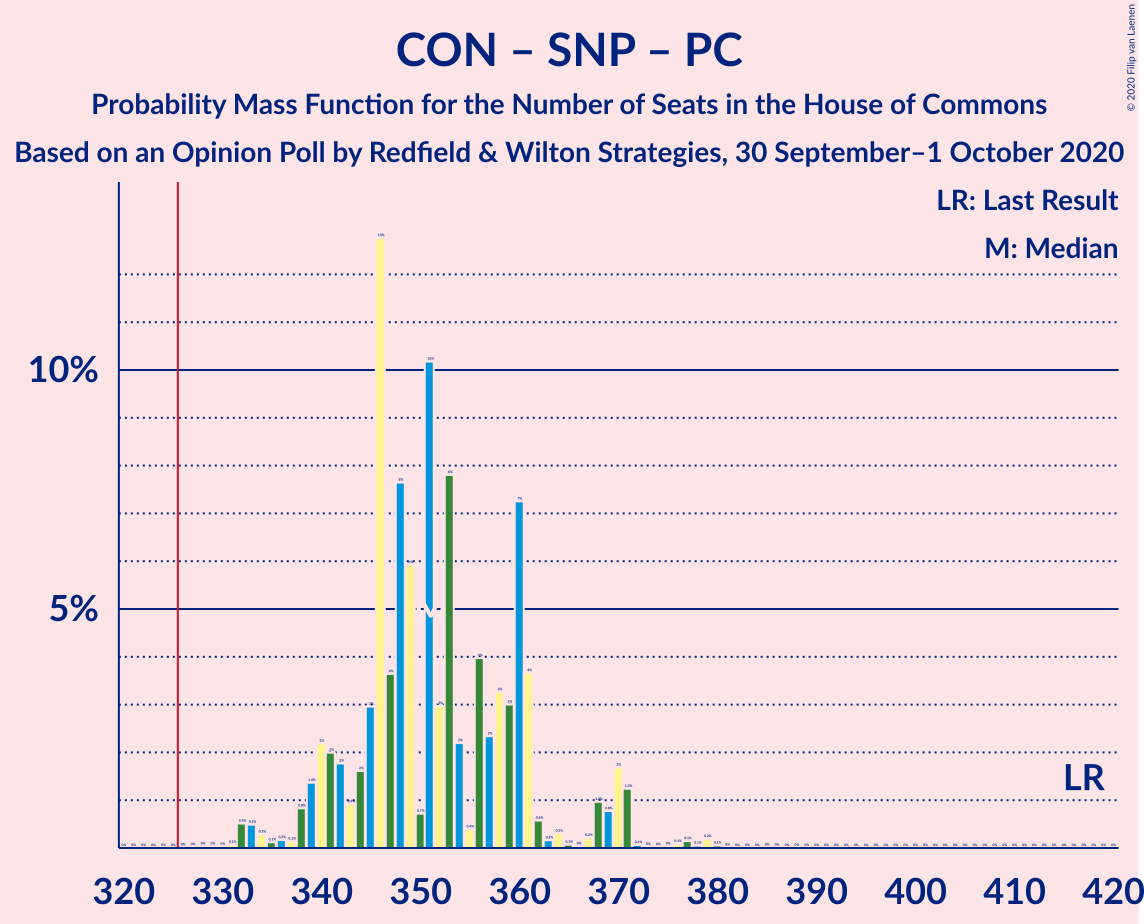 CON – SNP – PC
Probability Mass Function for the Number of Seats in the House of Commons
Based on an Opinion Poll by Redfield & Wilton Strategies, 30 September–1 October 2020
© 2020 Filip van Laenen
LR: Last Result
M: Median
10%
5%
M
LR
320 330 340 350 360 370 380 390 400 410 420